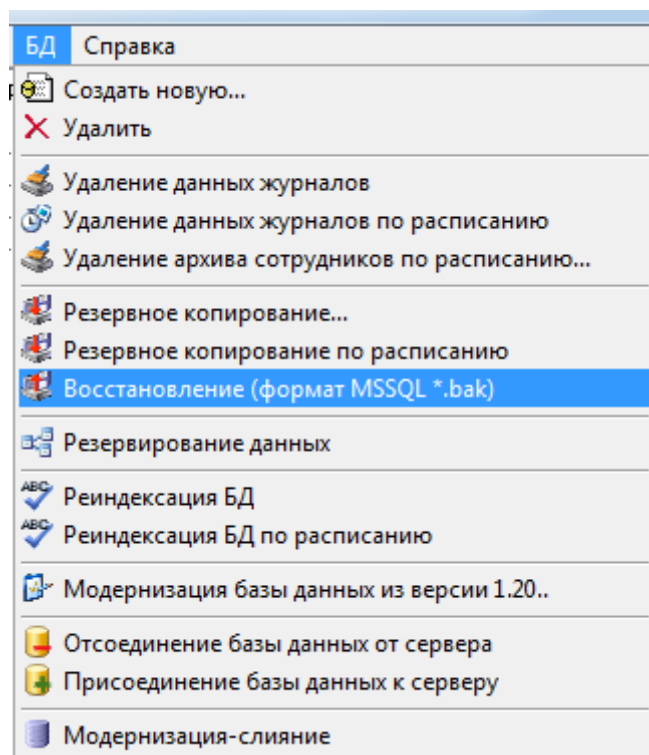 БД Справка
Создать новую...
Удалить
Удаление данных журналов
Удаление данных журналов по расписанию
Удаление архива сотрудников по расписанию...
Резервное копирование...
Резервное копирование по расписанию
Восстановление (формат MSSQL *.bak)
Резервирование данных
Реиндексация БД
Реиндексация БД по расписанию
Модернизация базы данных из версии 1.20..
Отсоединение базы данных от сервера
Присоединение базы данных к серверу
Модернизация-слияние